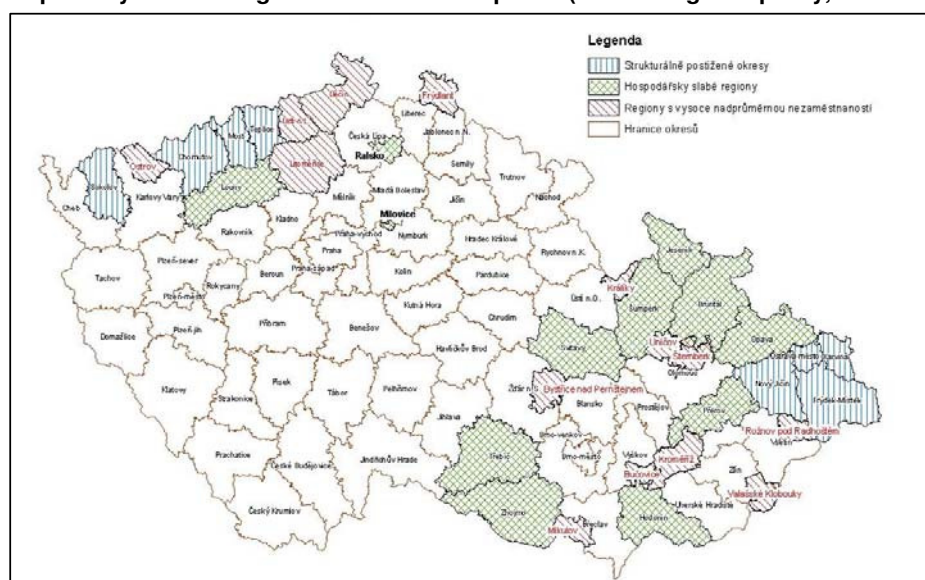 Legenda
Strukturálně postižené okresy
Hospodářsky slabé regiony
Regiony s vysoce nadprůměrnou nezaměstnaností
Hranice okresů
Děčín
Frýdlant
Ústí n.L.
Liberec
Teplice
Česká Lípa
Jablonec n.N.
Most
Ralsko
Chomutov
Litoměřice
Semily
Trutnov
Ostrov
Louny
Mladá Boleslav
Jičín
Náchod
Sokolov
Karlovy Vary
Mělník
Cheb
Kladno
Milovice
Rakovník
Praha-východ
Nymburk
Hradec Králové
Jeseník
Praha
Rychnov n.K.
Plzeň-sever
Beroun
Praha-západ
Kolín
Pardubice
Tachov
Rokycany
Králíky
Plzeň-město
Ústí n.O.
Šumperk
Bruntál
Kutná Hora
Chrudim
Příbram
Opava
Domažlice
Plzeň-jih
Benešov
Svitavy
Uničov
Havlíčkův Brod
Šternberk
Ostrava-město
Karviná
Olomouc
Klatovy
Písek
Tábor
Pelhřimov
Žďár n.S.
Bystřice nad Pernštejnem
Nový Jičín
Frýdek-Místek
Strakonice
Blansko
Prostějov
Přerov
Jihlava
Rožnov pod Radhoštěm
Vsetín
Brno-venkov
Prachatice
České Budějovice
Jindřichův Hradec
Třebíč
Brno-město
Vyškov
Kroměříž
Zlín
Bučovice
Valašské Klobouky
Český Krumlov
Znojmo
Hodonín
Uherské Hradiště
Mikulov
Břeclav